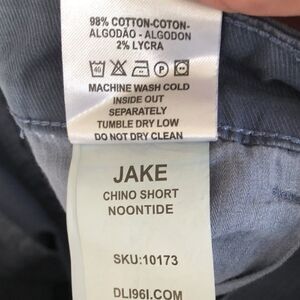 98% COTTON-COTON-
ALGODÃO - ALGODON
2% LYCRA
MACHINE WASH COLD
INSIDE OUT
SEPARATELY
TUMBLE DRY LOW
DO NOT DRY CLEAN
JAKE
CHINO SHORT
NOONTIDE
SKU:10173
DL1961.COM